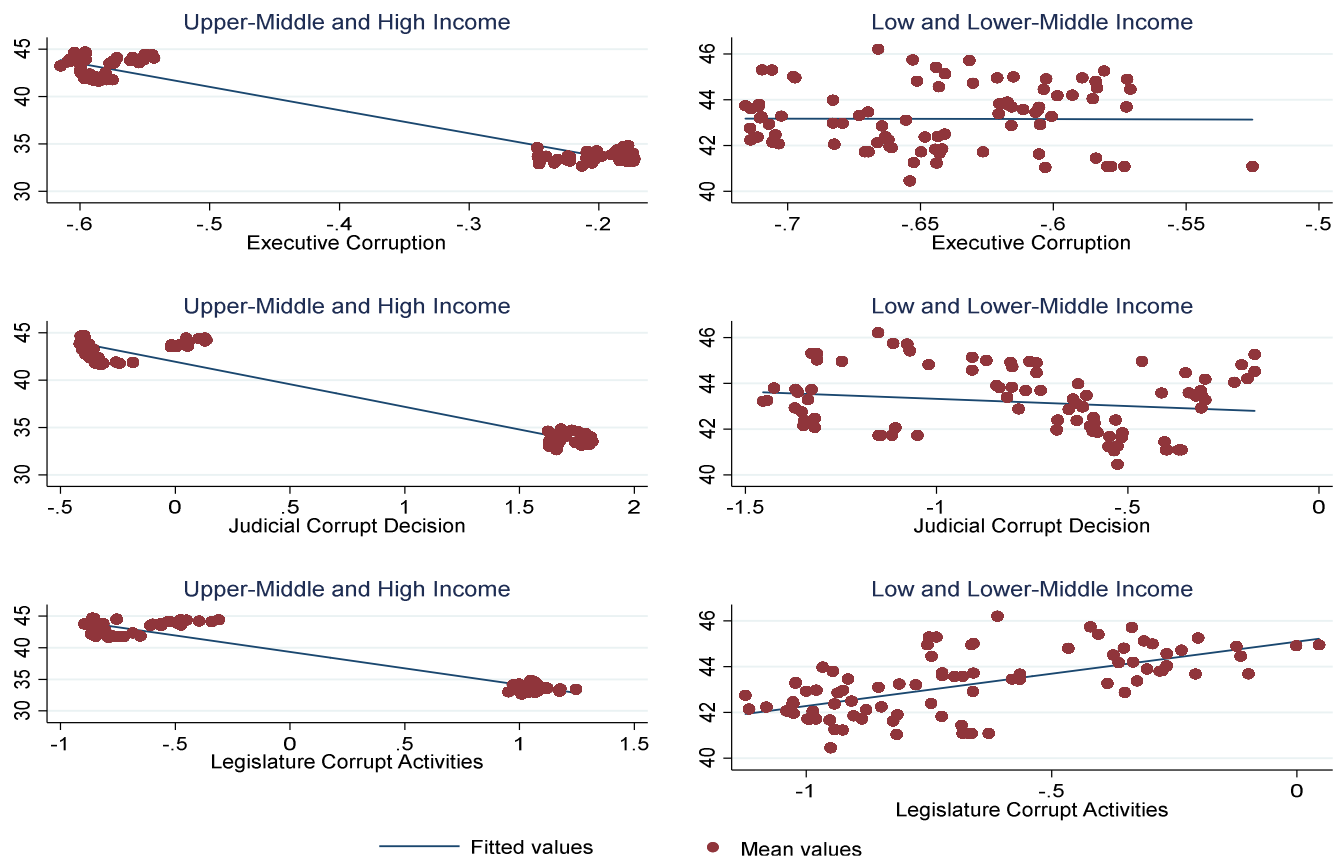 Upper-Middle and High Income
45
40
35
30
-.6 -.5 -.4 -.3 -.2
Executive Corruption
Low and Lower-Middle Income
46
44
42
40
-.7 -.65 -.6 -.55 -.5
Executive Corruption
Upper-Middle and High Income
45
40
35
30
-.5 0 .5 1 1.5 2
Judicial Corrupt Decision
Low and Lower-Middle Income
46
44
42
40
-1.5 -1 -.5 0
Judicial Corrupt Decision
Upper-Middle and High Income
45
40
35
30
-1 -.5 0 .5 1 1.5
Legislature Corrupt Activities
Low and Lower-Middle Income
46
44
42
40
-1 -.5 0
Legislature Corrupt Activities
Fitted values Mean values